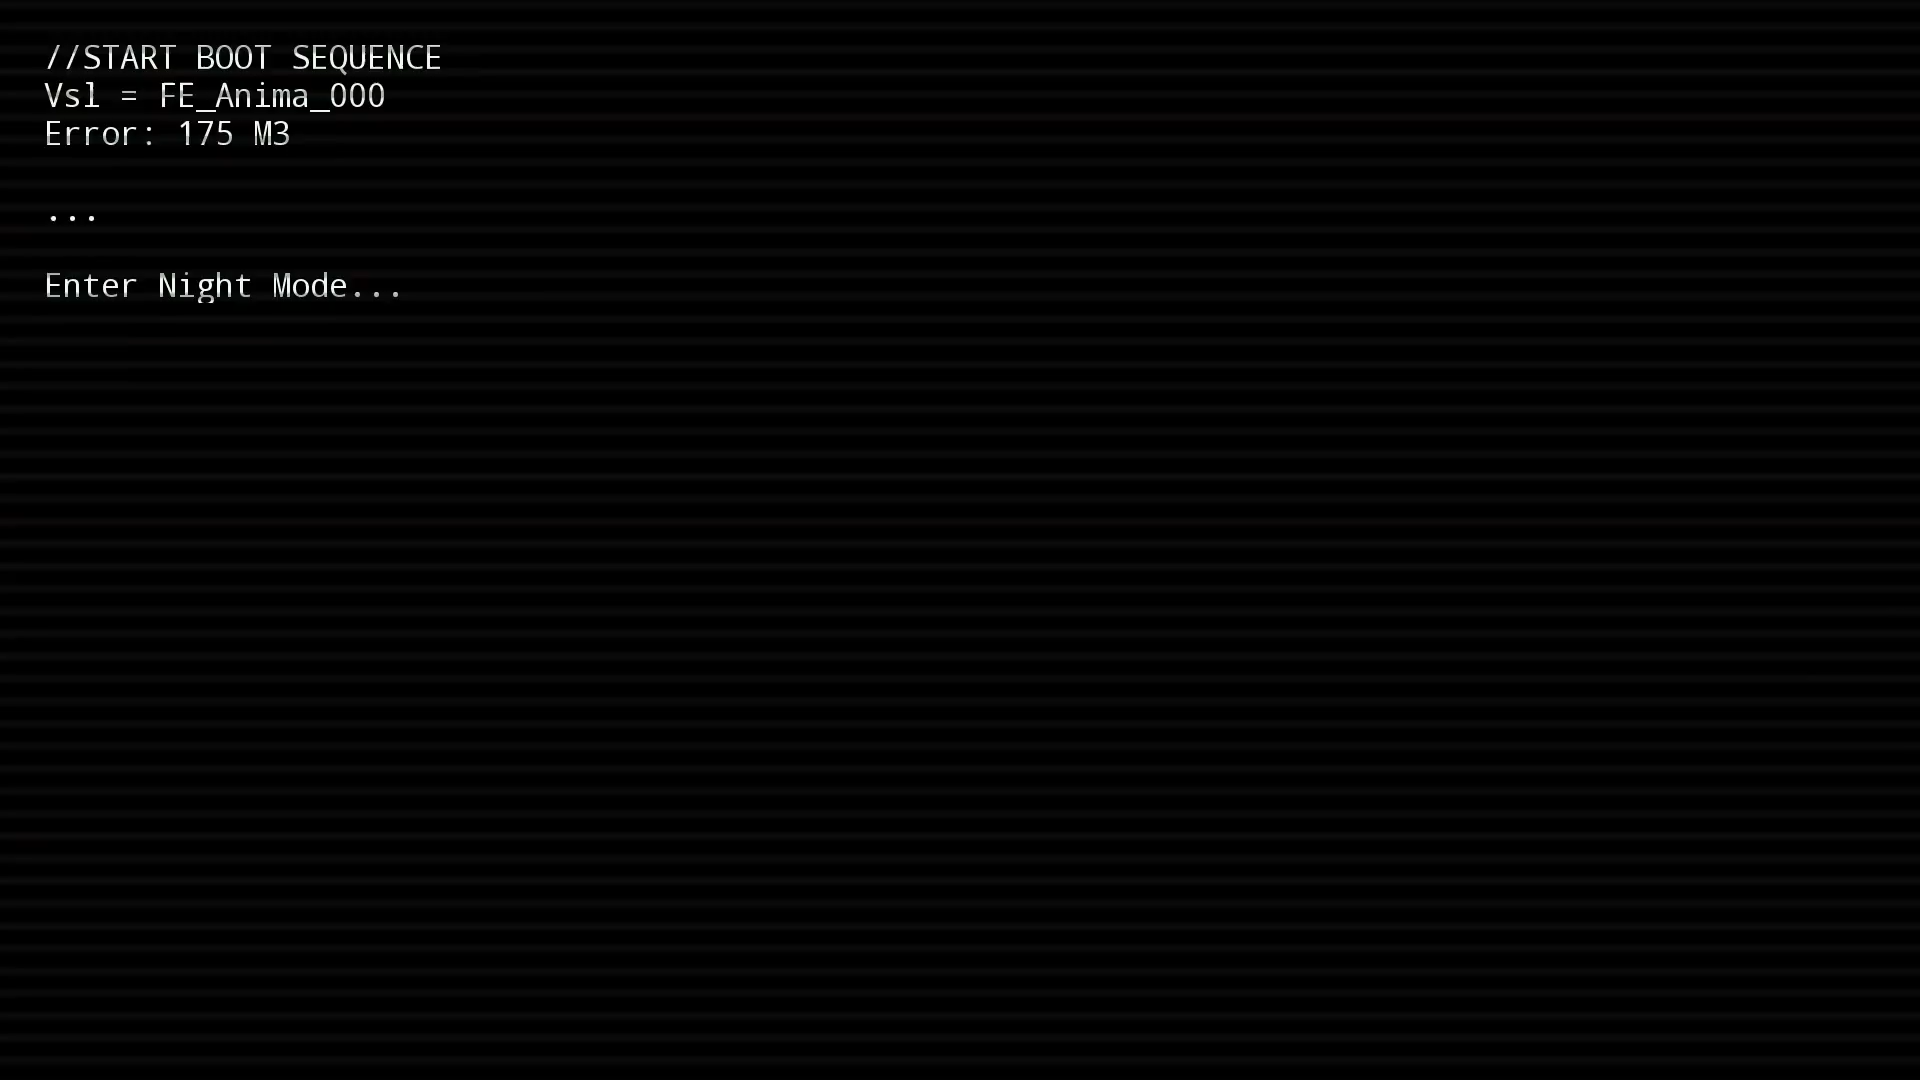 //START BOOT SEQUENCE
Vsl = FE_Anima_000
Error: 175 M3
...
Enter Night Mode...